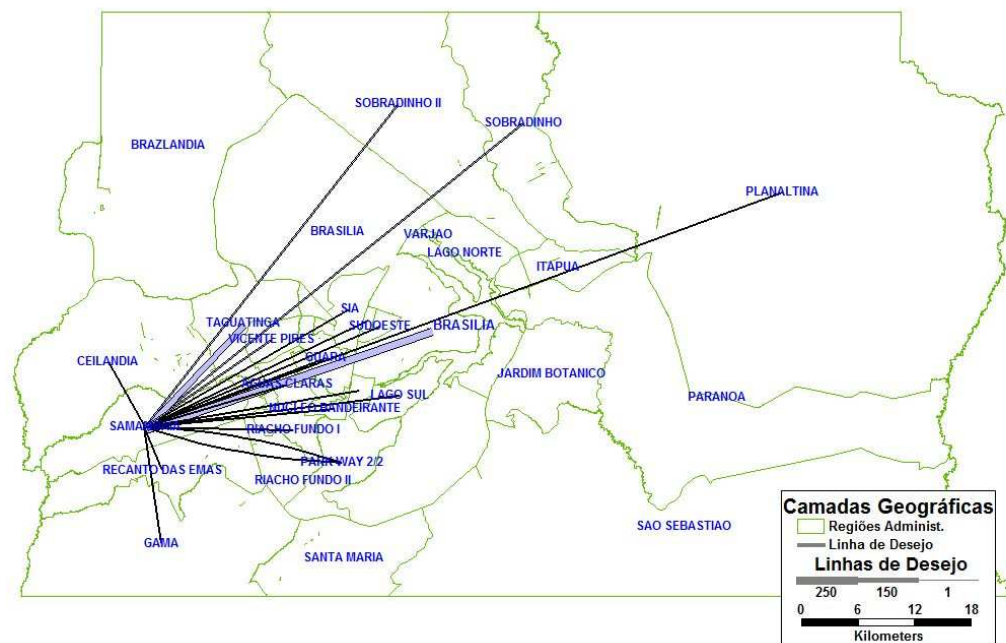 SOBRADINHO II
SOBRADINHO
BRAZLANDIA
PLANALTINA
BRASILIA
VARJAO
LAGO NORTE
ITAPUA
SIA
TAGUATINGA
SUDOESTE
BRASILIA
VICENTE PIRES
GUARA
CEILANDIA
JARDIM BOTANICO
AGUAS CLARAS
LAGO SUL
PARANOA
NUCLEO BANDEIRANTE
RIACHO FUNDO I
PARK WAY 2/2
RECANTO DAS EMAS
RIACHO FUNDO II
SAO SEBASTIAO
GAMA
SANTA MARIA
Camadas Geográficas
Regiões Administ.
Linha de Desejo
Linhas de Desejo
250 150 1
0 6 12 18
Kilometers